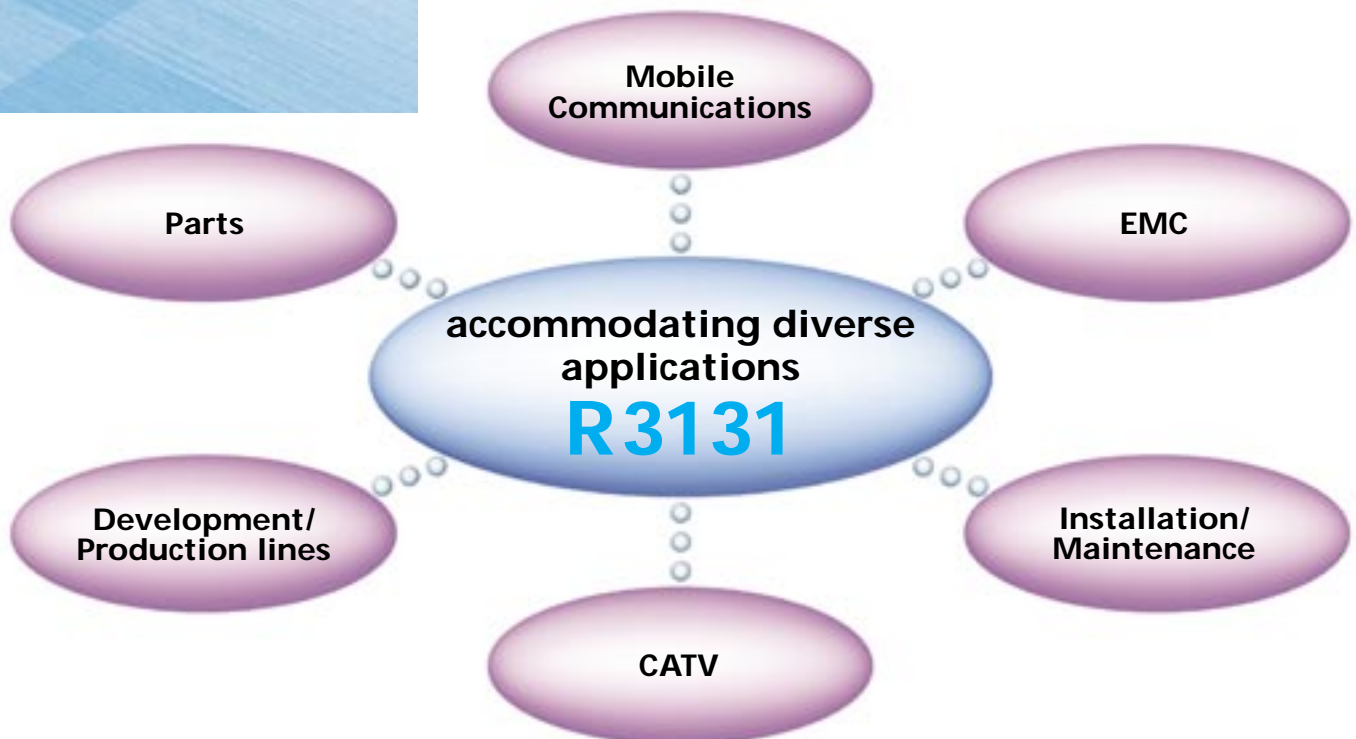 Mobile
Communications
Parts
EMC
accommodating diverse
applications
R3131
Development/
Production lines
Installation/
Maintenance
CATV